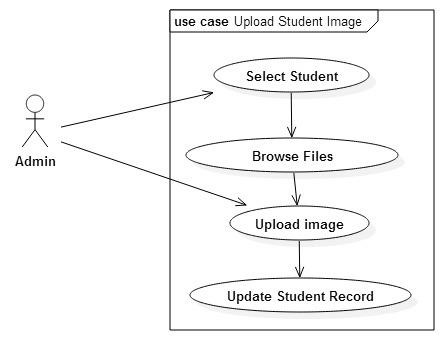 use case Upload Student Image
Select Student
Admin
Browse Files
Upload image
Update Student Record